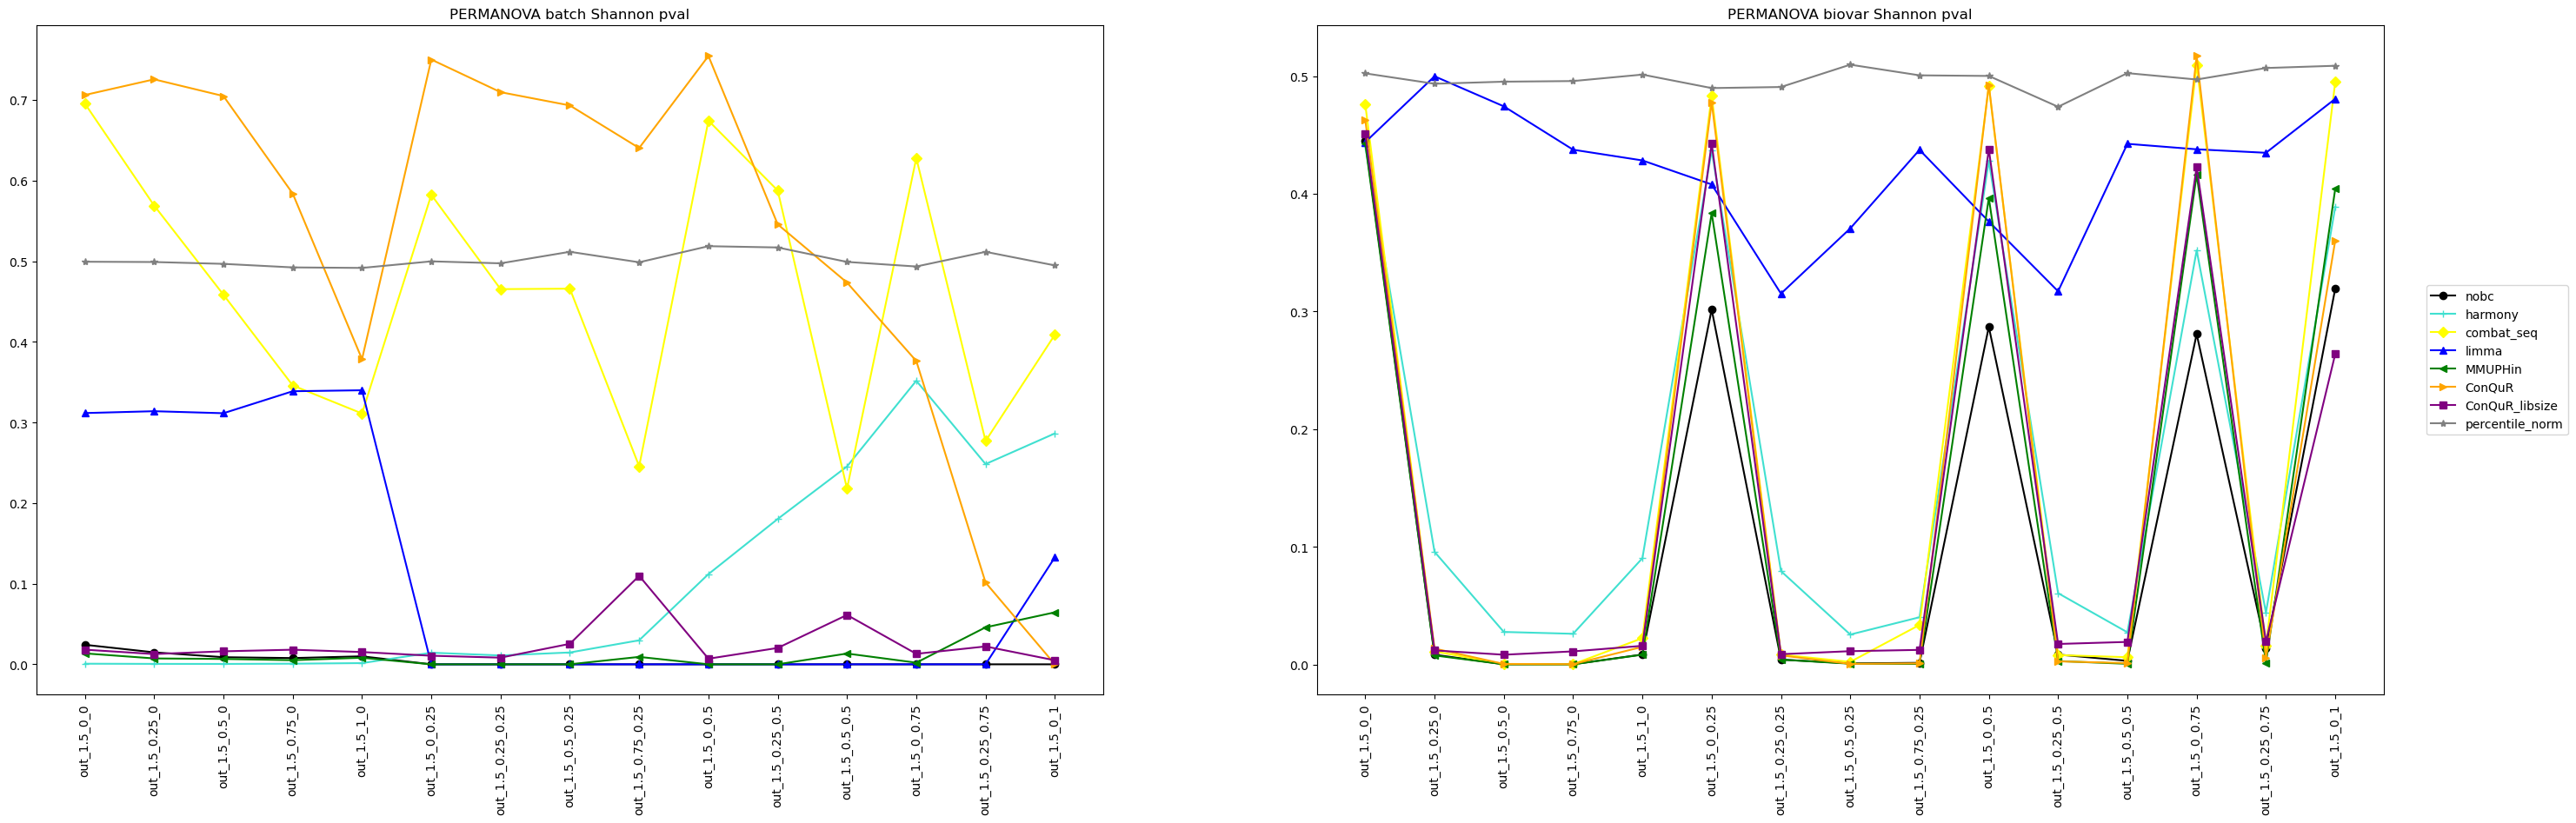 PERMANOVA batch Shannon pval
0.7
0.6
0.5
0.4
0.3
0.2
0.1
0.0
out_1.5_0_0
out_1.5_0.25_0
out_1.5_0.5_0
out_1.5_0.75_0
out_1.5_1_0
out_1.5_0_0.25
out_1.5_0.25_0.25
out_1.5_0.5_0.25
out_1.5_0.75_0.25
out_1.5_0_0.5
out_1.5_0.25_0.5
out_1.5_0.5_0.5
out_1.5_0_0.75
out_1.5_0.25_0.75
out_1.5_0_1
PERMANOVA biovar Shannon pval
0.5
0.4
0.3
0.2
0.1
0.0
out_1.5_0_0
out_1.5_0.25_0
out_1.5_0.5_0
out_1.5_0.75_0
out_1.5_1_0
out_1.5_0_0.25
out_1.5_0.25_0.25
out_1.5_0.5_0.25
out_1.5_0.75_0.25
out_1.5_0_0.5
out_1.5_0.25_0.5
out_1.5_0.5_0.5
out_1.5_0_0.75
out_1.5_0.25_0.75
out_1.5_0_1
nobc
harmony
combat_seq
limma
MMUPHin
ConQuR
ConQuR_libsize
percentile_norm